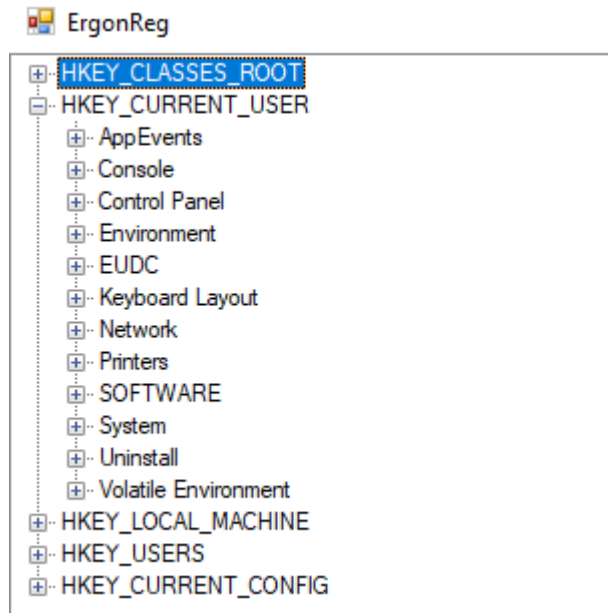 ErgonReg
HKEY_CLASSES_ROOT
HKEY_CURRENT_USER
AppEvents
Console
Control Panel
Environment
EUDC
Keyboard Layout
Network
Printers
SOFTWARE
System
Uninstall
Volatile Environment
HKEY_LOCAL_MACHINE
HKEY_USERS
HKEY_CURRENT_CONFIG